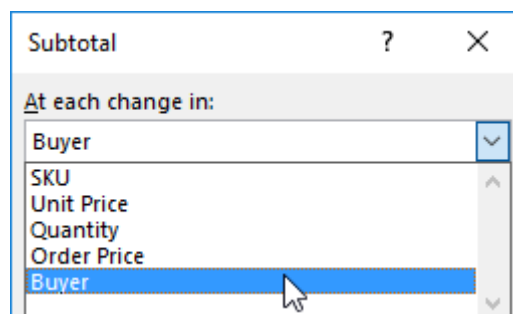 Subtotal ?
At each change in:
Buyer
SKU
Unit Price
Quantity
Order Price
Buyer